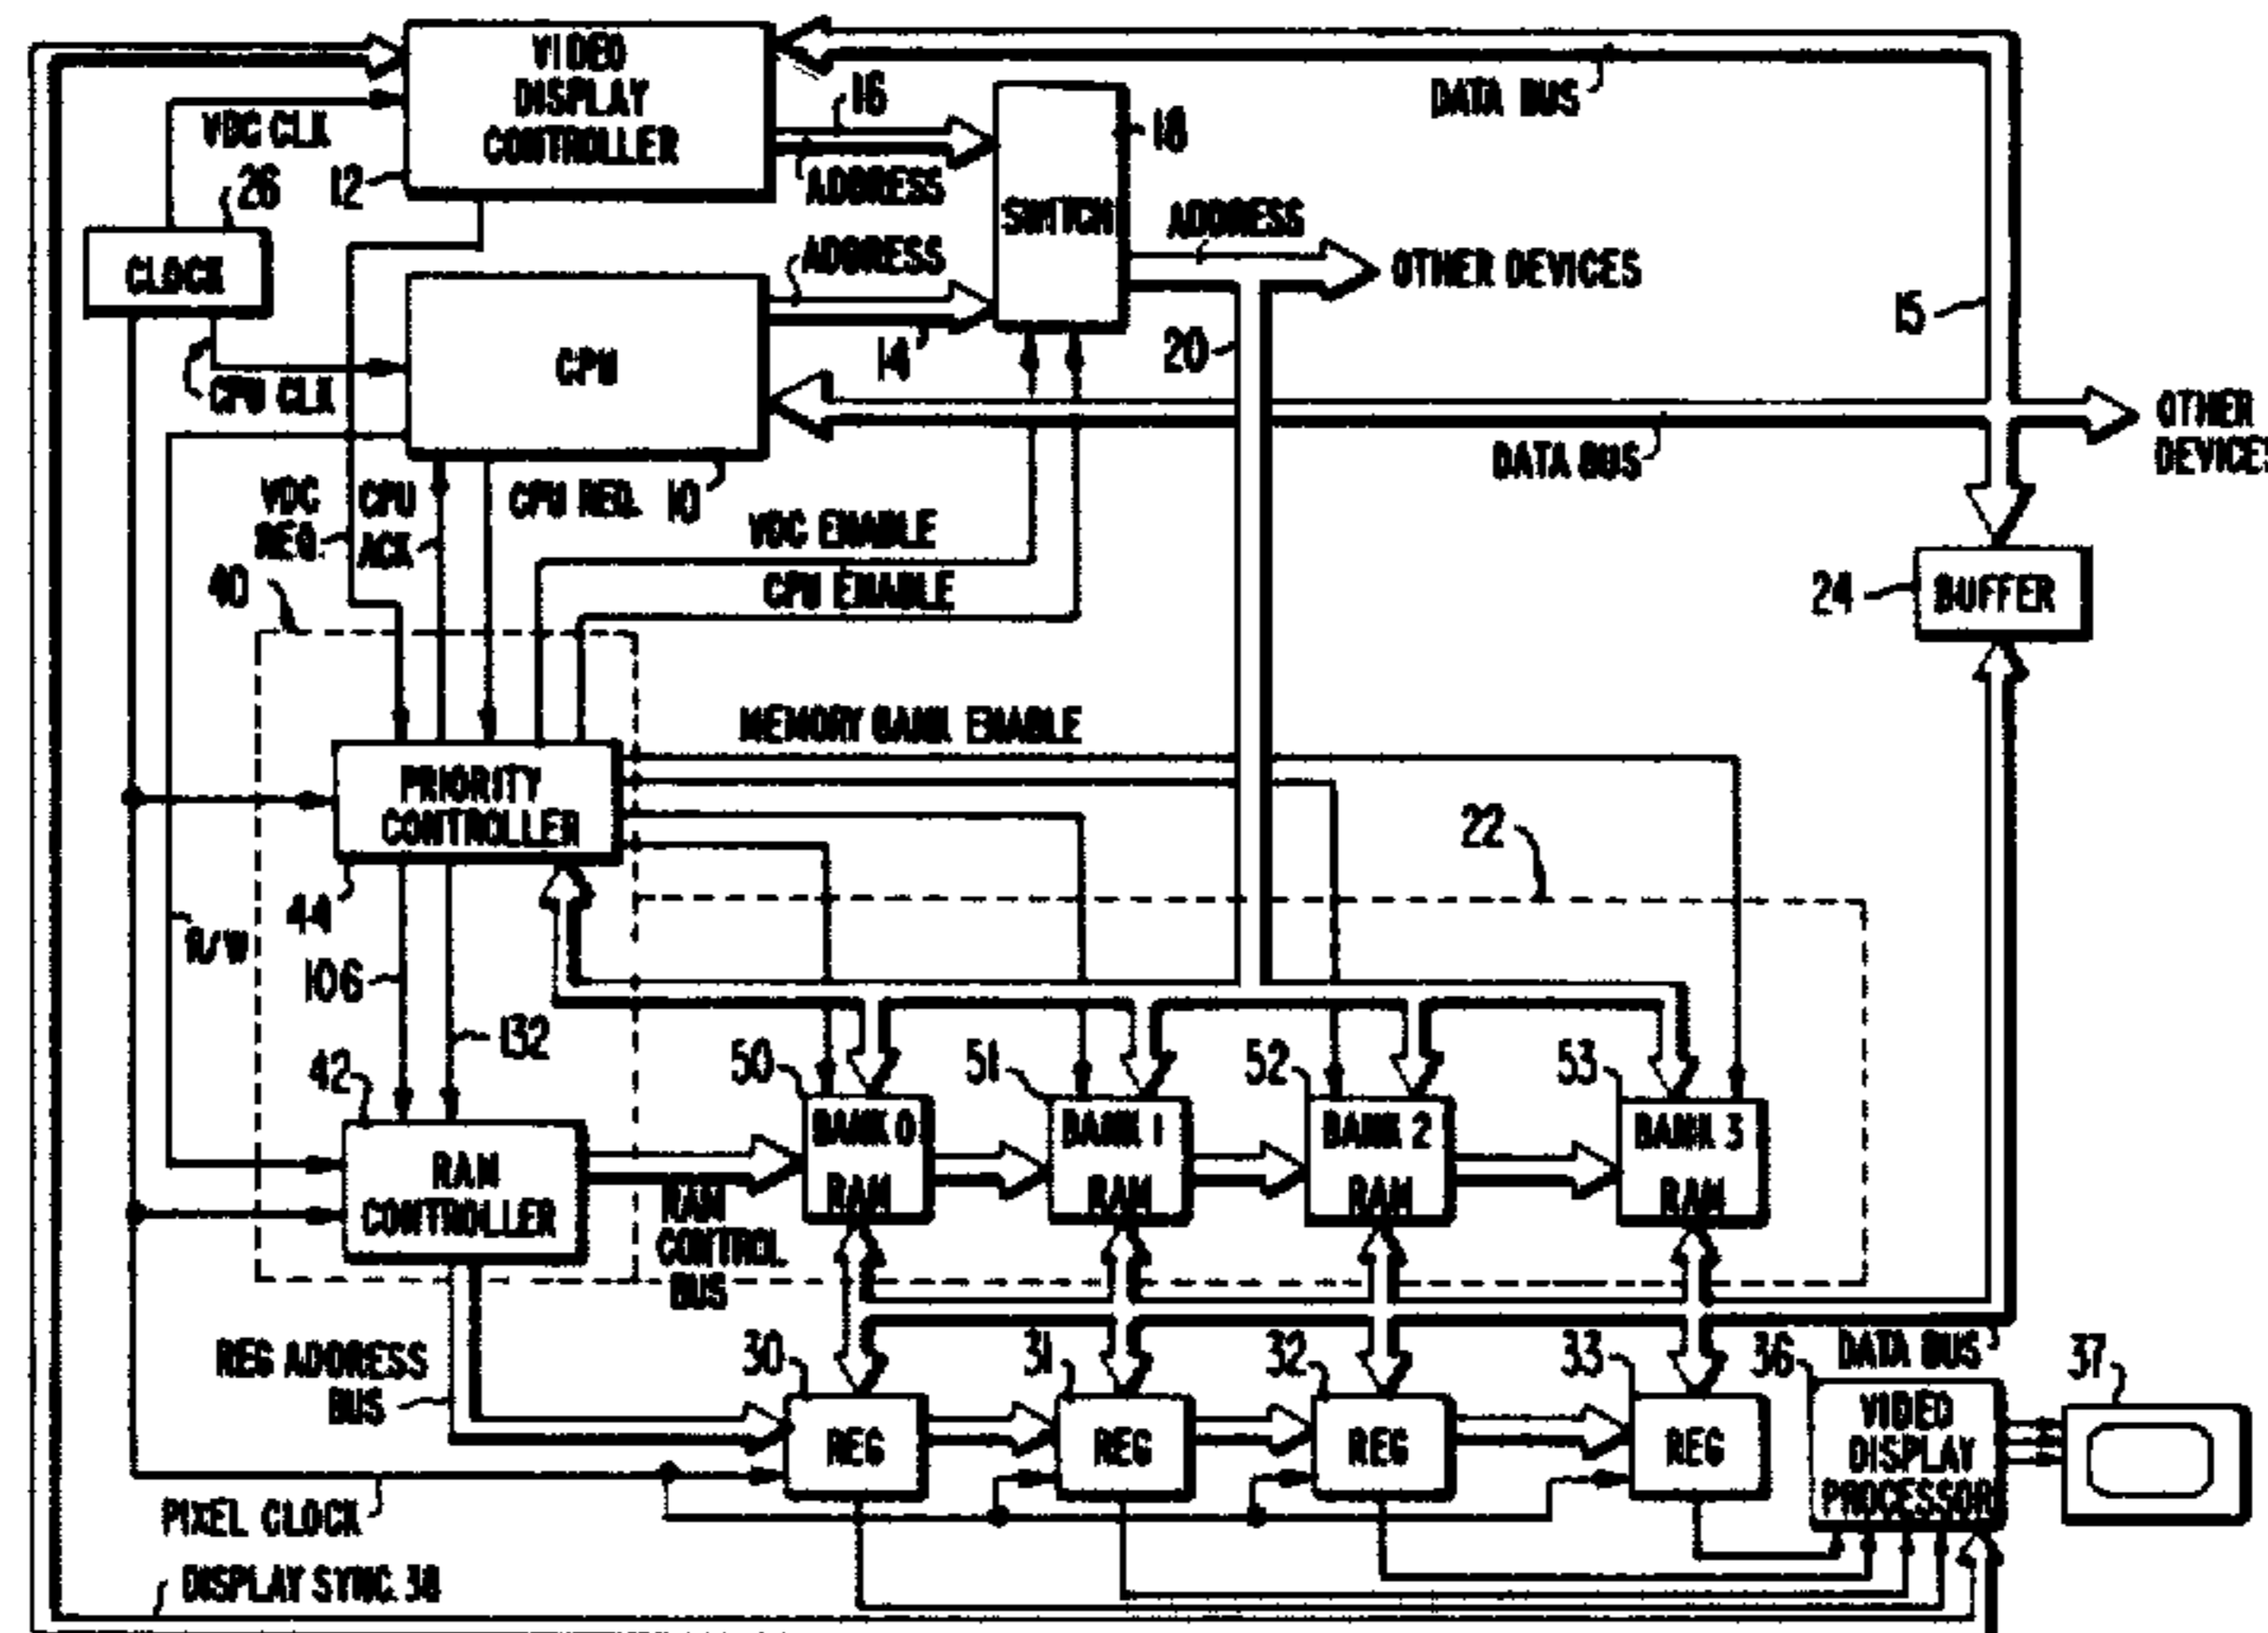 VIDEO
DISPLAY
CONTROLLER
DATA BUS
16
18
VDC CLK
12
ADDRESS
26
SWITCH
ADDRESS
CLOCK
ADDRESS
OTHER DEVICES
15
CPU
14
20
CPU CLK
OTHER
DEVICES
DATA BUS
VDC
REQ.
CPU
ACK
CPU REQ.
10
VDC ENABLE
CPU ENABLE
40
24
BUFFER
MEMORY BANK ENABLE
PRIORITY
CONTROLLER
22
44
R/W
106
132
42
50
51
52
53
BANK 0
RAM
BANK 1
RAM
BANK 2
RAM
BANK 3
RAM
RAM
CONTROLLER
RAM
CONTROL
BUS
REG ADDRESS
BUS
30
31
32
33
36
DATA BUS
37
REG
REG
REG
REG
VIDEO
DISPLAY
PROCESSOR
PIXEL CLOCK
DISPLAY SYNC 38